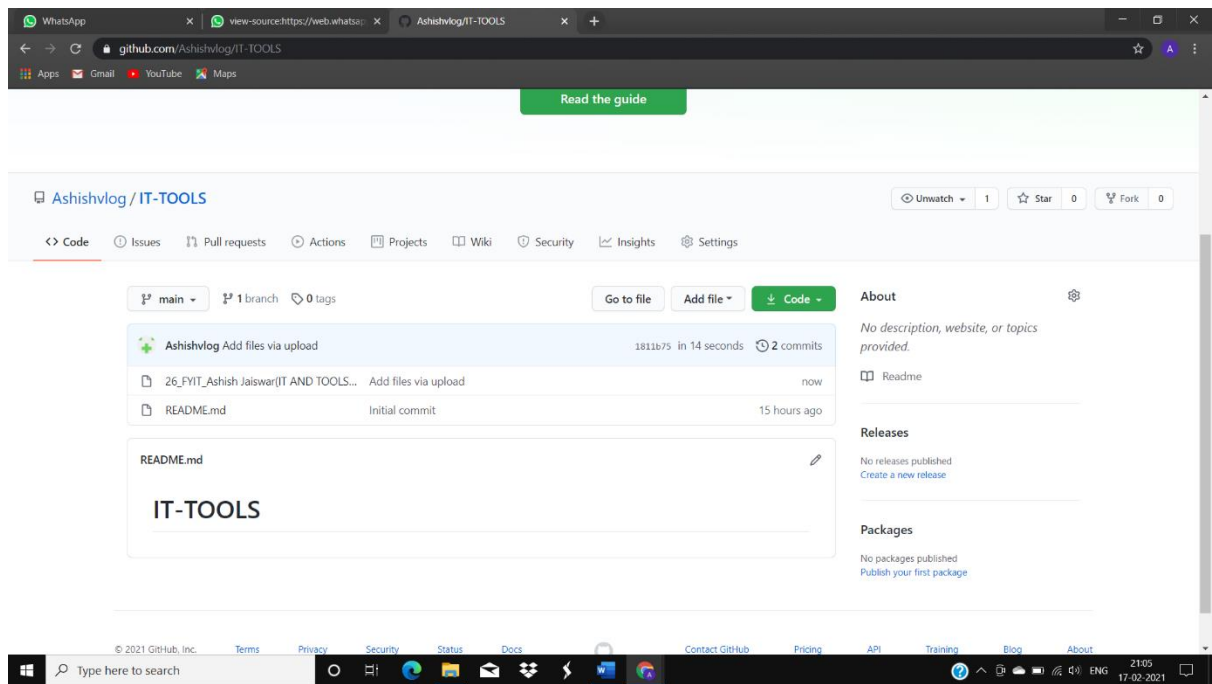 WhatsApp
view-source:https://web.whatsap
Ashishvlog/IT-TOOLS
github.com/Ashishvlog/IT-TOOLS
A
Apps Gmail YouTube Maps
Read the guide
Ashishvlog / IT-TOOLS
Unwatch 1 Star 0 Fork 0
<> Code Issues Pull requests Actions Projects Wiki Security Insights Settings
main 1 branch 0 tags Go to file Add file Code
Ashishvlog Add files via upload 1811b75 in 14 seconds 2 commits
26_FYIT_Ashish Jaiswar(IT AND TOOLS... Add files via upload now
README.md Initial commit 15 hours ago
README.md
IT-TOOLS
About
No description, website, or topics
provided.
Readme
Releases
No releases published
Create a new release
Packages
No packages published
Publish your first package
© 2021 GitHub, Inc. Terms Privacy Security Status Docs Contact GitHub Pricing API Training Blog About
Type here to search
ENG
21:05
17-02-2021